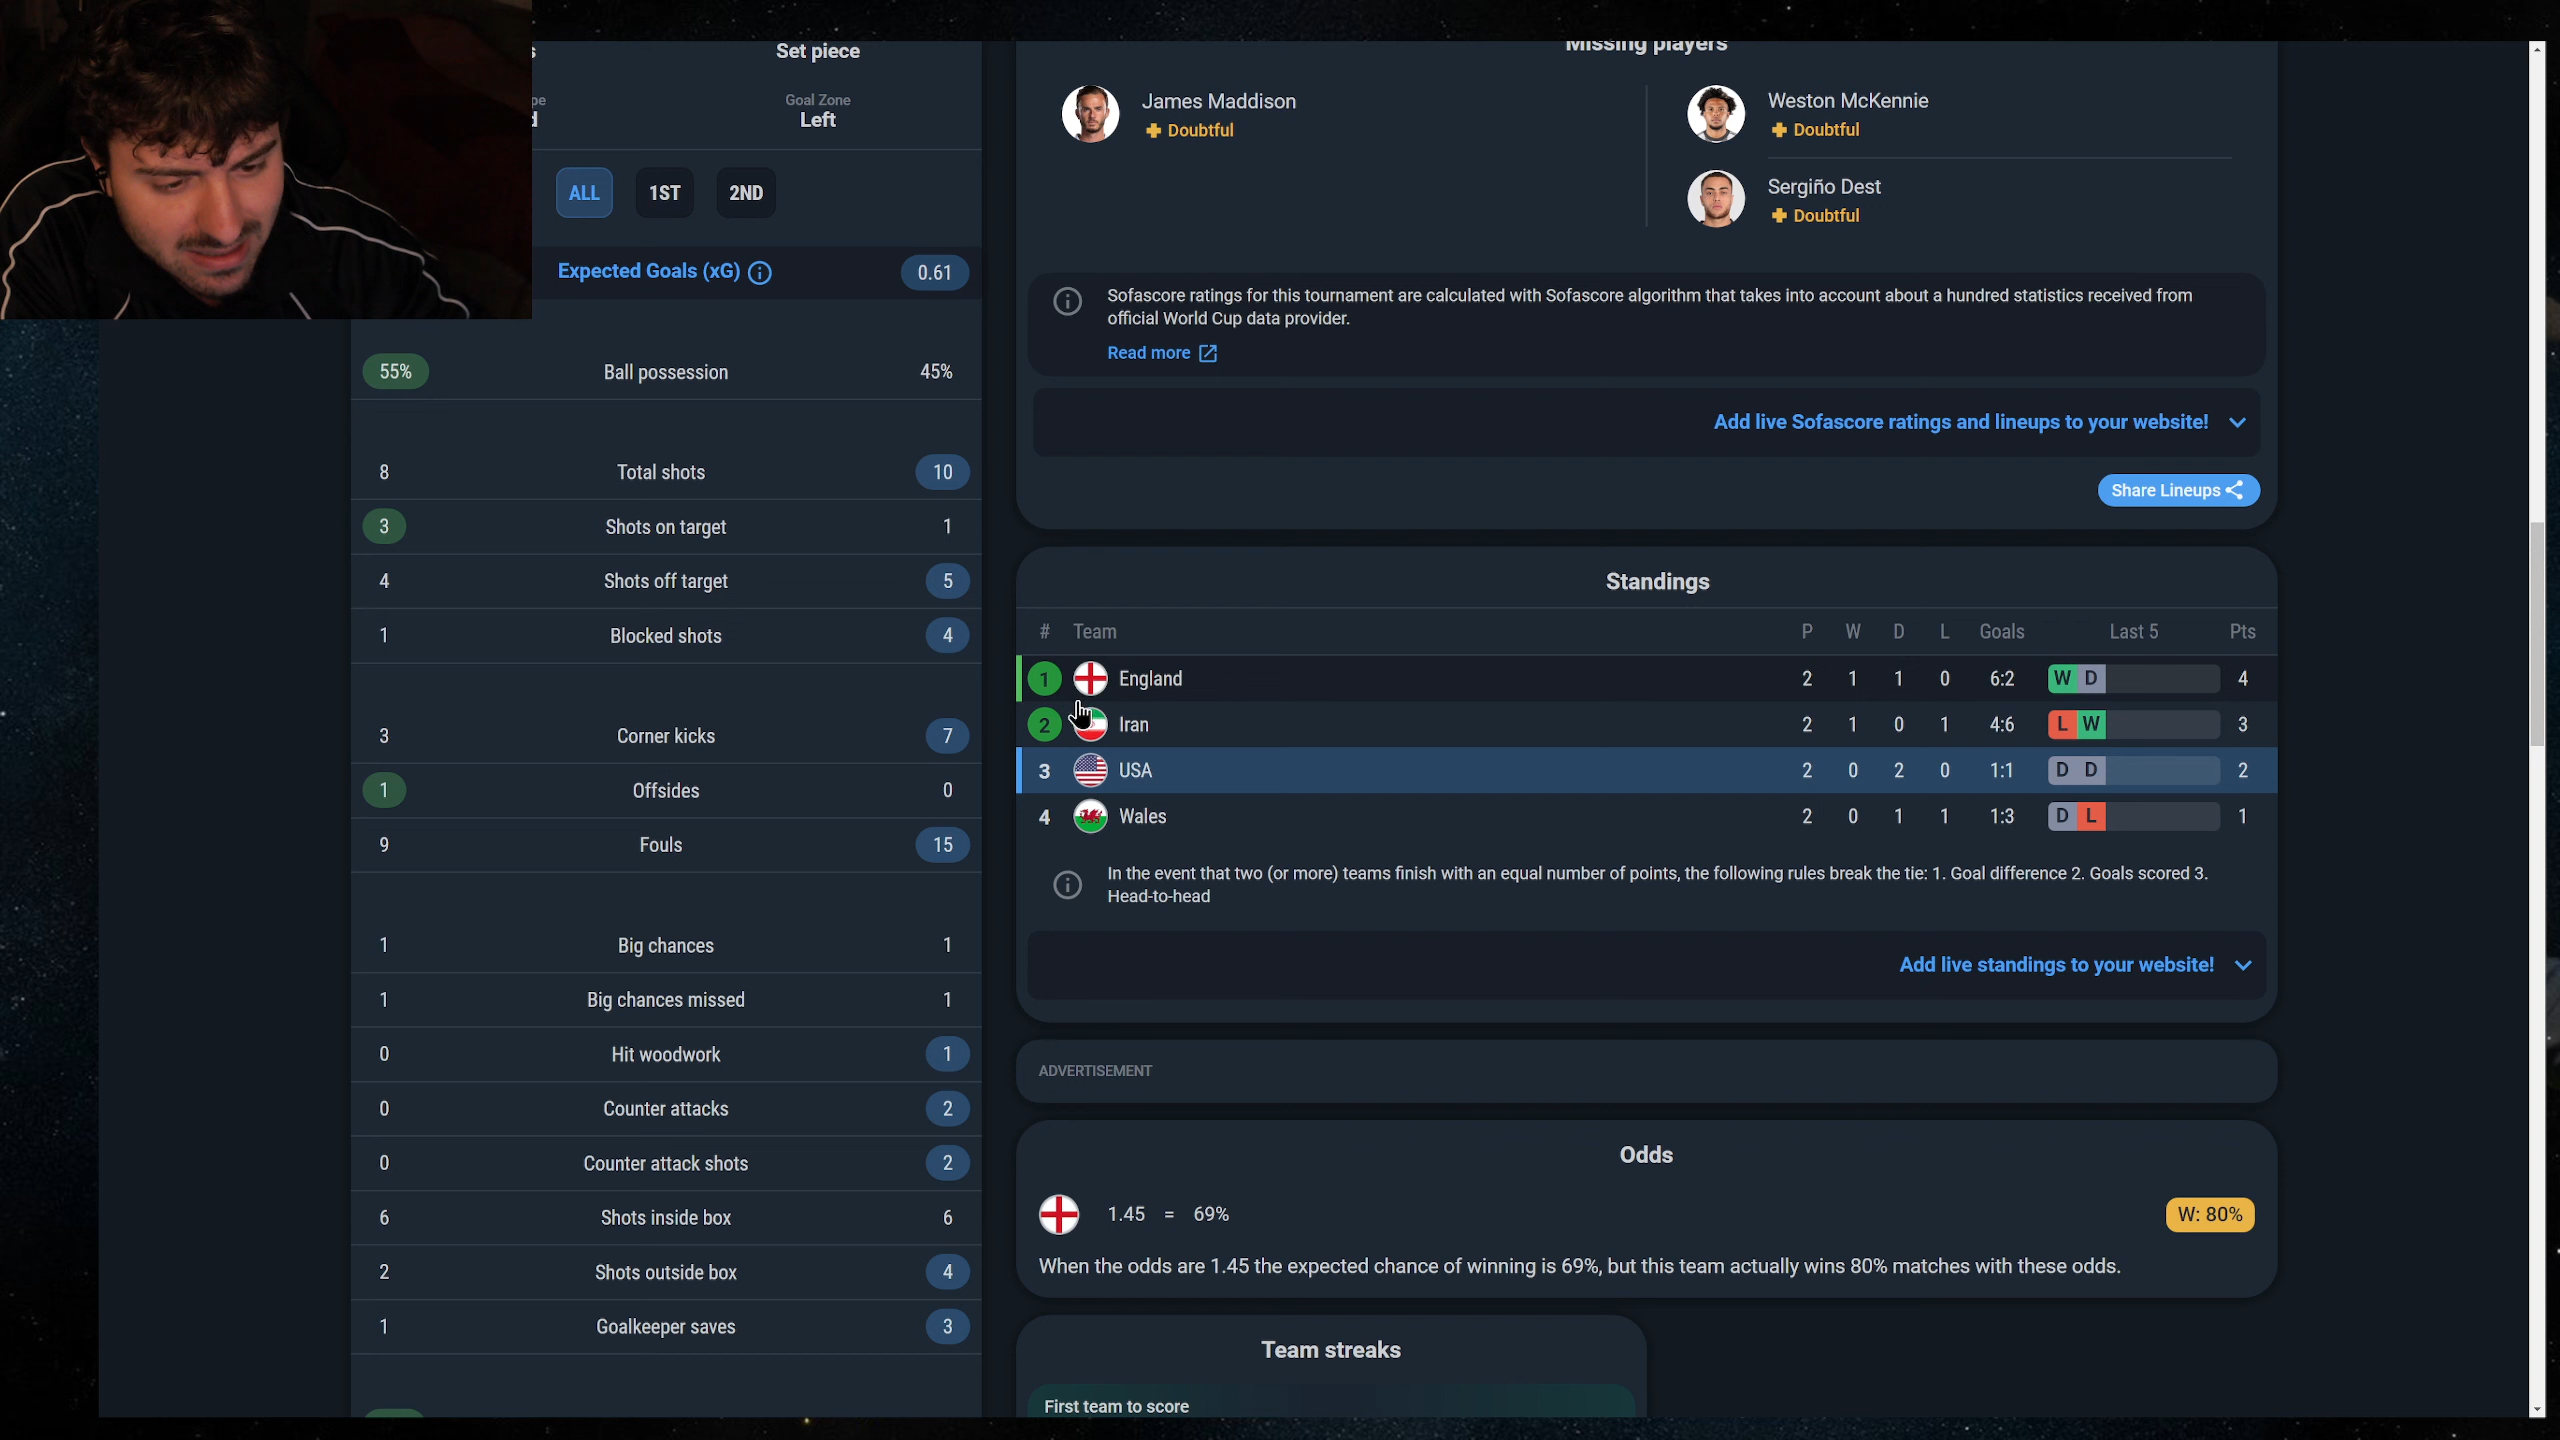 Set piece
Goal Zone
Left
ALL
1ST
2ND
Expected Goals (xG)
0.61
55%
Ball possession
45%
8
Total shots
10
3
Shots on target
1
4
Shots off target
5
1
Blocked shots
4
3
Corner kicks
7
1
Offsides
0
9
Fouls
15
1
Big chances
1
1
Big chances missed
1
0
Hit woodwork
1
0
Counter attacks
2
0
Counter attack shots
2
6
Shots inside box
6
2
Shots outside box
4
1
Goalkeeper saves
3
Missing players
James Maddison
Doubtful
Weston McKennie
Doubtful
Sergiño Dest
Doubtful
Sofascore ratings for this tournament are calculated with Sofascore algorithm that takes into account about a hundred statistics received from
official World Cup data provider.
Read more
Add live Sofascore ratings and lineups to your website!
Share Lineups
Standings
# Team P W D L Goals Last 5 Pts
1 England 2 1 1 0 6:2 W D 4
2 Iran 2 1 0 1 4:6 L W 3
3 USA 2 0 2 0 1:1 D D 2
4 Wales 2 0 1 1 1:3 D L 1
In the event that two (or more) teams finish with an equal number of points, the following rules break the tie: 1. Goal difference 2. Goals scored 3.
Head-to-head
Add live standings to your website!
ADVERTISEMENT
Odds
1.45 = 69%
W: 80%
When the odds are 1.45 the expected chance of winning is 69%, but this team actually wins 80% matches with these odds.
Team streaks
First team to score